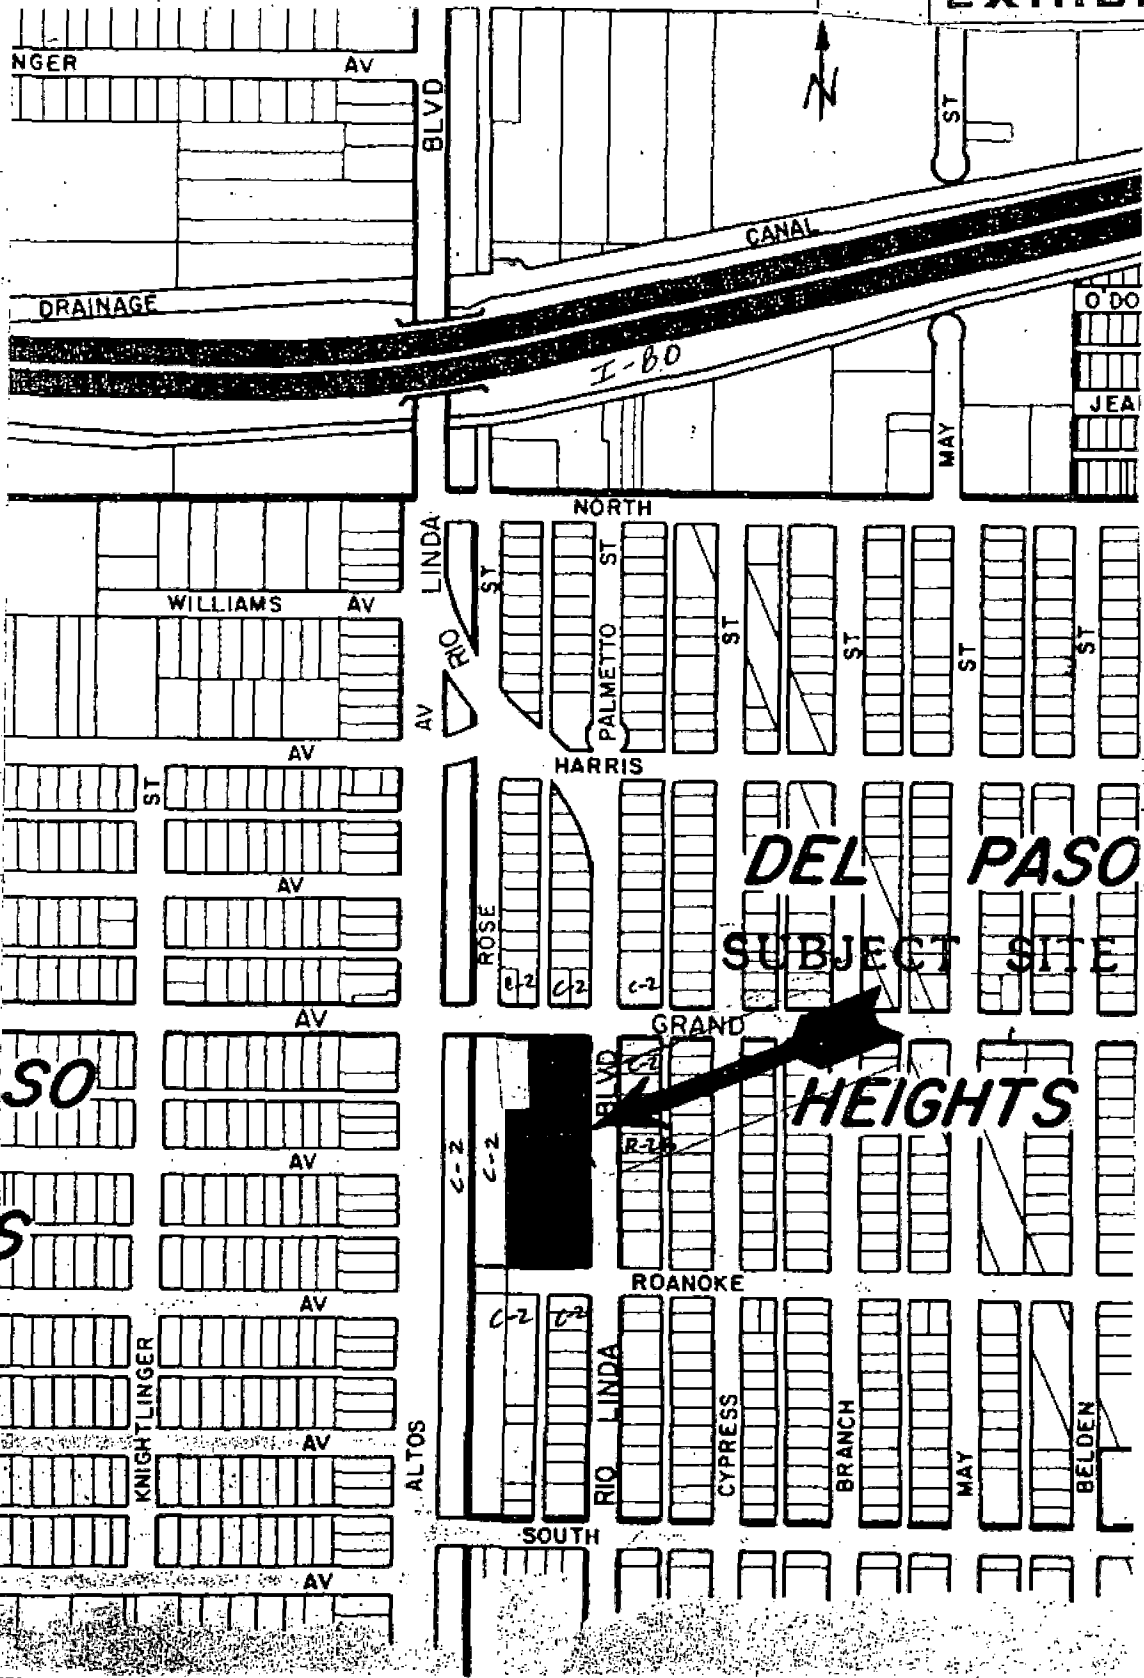 NGER AV
BLVD
N
ST
CANAL
DRAINAGE
O'DO
I-80
JEA
MAY
NORTH
LINDA
ST
ST
WILLIAMS AV
RIO
PALMETTO
ST
ST
ST
ST
AV
AV
HARRIS
ST
DEL PASO
AV
ROSE
SUBJECT SITE
C-2
C-2
C-2
AV
GRAND
SO
BLVD
C-2
HEIGHTS
C-2
C-2
R-2B
AV
S
ROANOKE
AV
C-2
C-2
KNIGHTLINGER
LINDA
ALTOS
RIO
CYPRESS
BRANCH
MAY
BELDEN
AV
SOUTH
AV